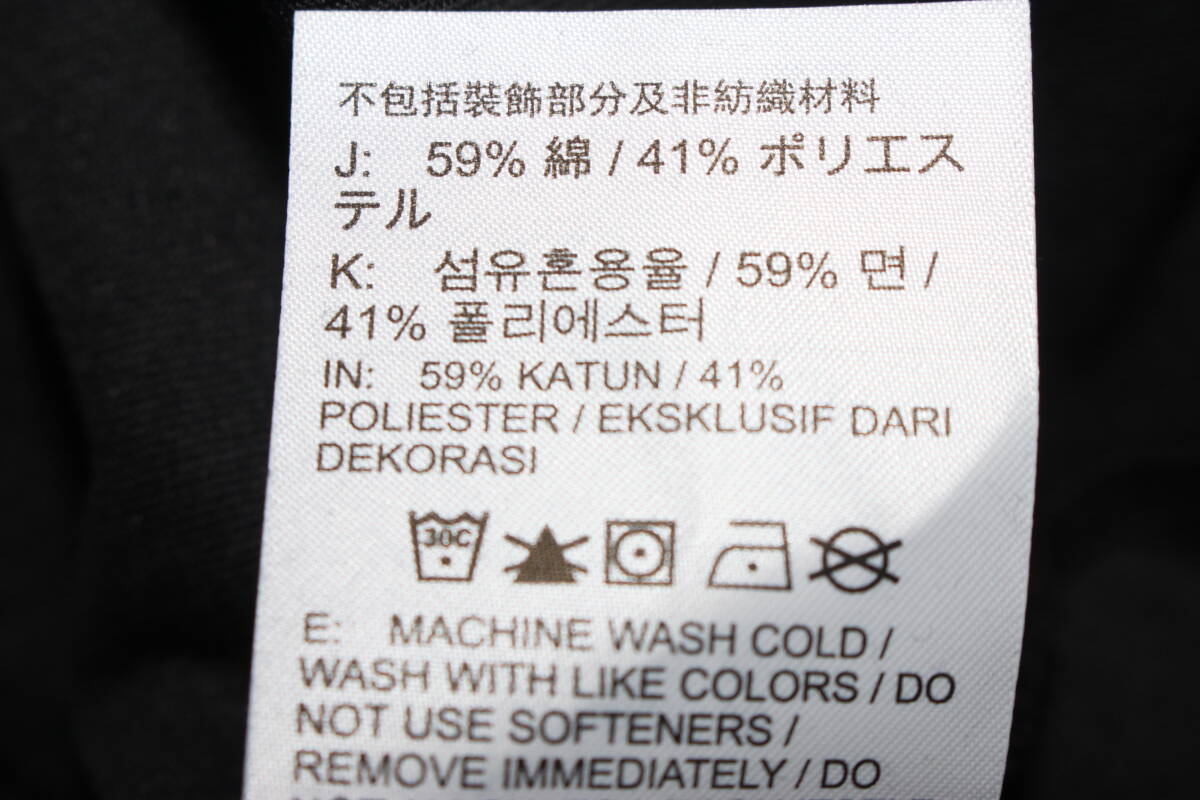 不包括裝飾部分及非紡織材料
J: 59% 綿 / 41% ポリエス
テル
K: 섬유혼용율 / 59% 면 /
41% 폴리에스터
IN: 59% KATUN / 41%
POLIESTER / EKSKLUSIF DARI
DEKORASI
30C
E: MACHINE WASH COLD /
WASH WITH LIKE COLORS / DO
NOT USE SOFTENERS /
REMOVE IMMEDIATELY / DO